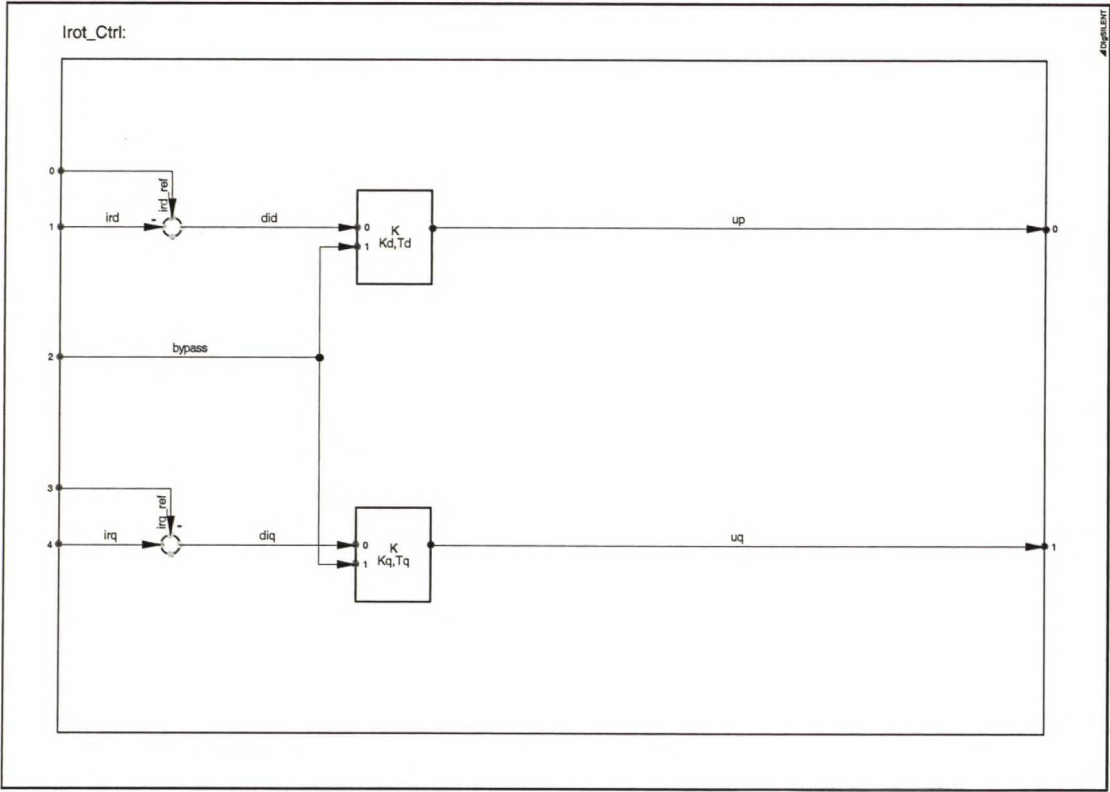 Irot_Ctrl:
DIgSILENT
0
ird_ref
1
ird
-
did
0
1
K
Kd,Td
up
0
2
bypass
3
irq_ref
-
4
irq
diq
0
1
K
Kq,Tq
uq
1